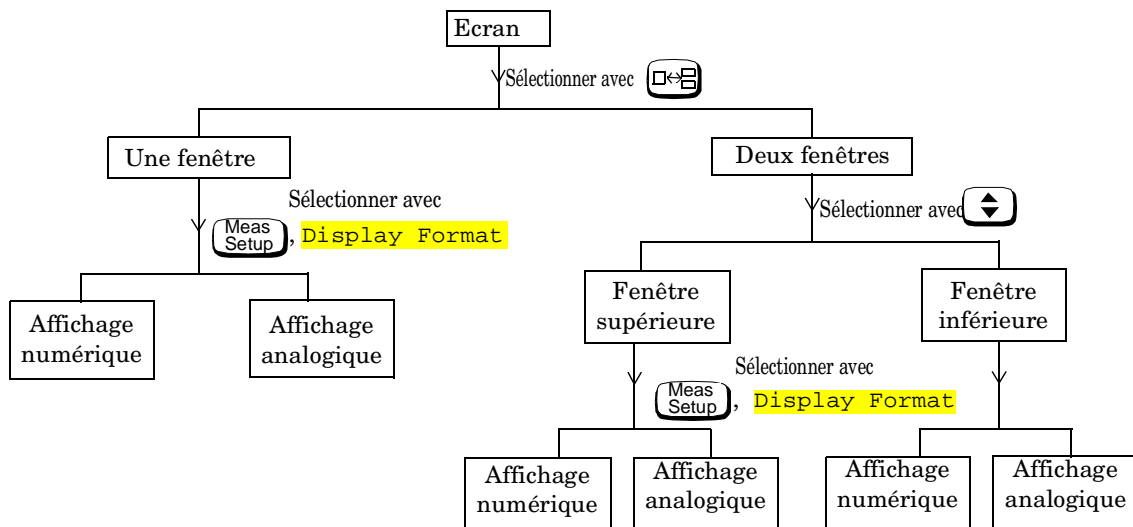 Ecran
Sélectionner avec
Une fenêtre
Deux fenêtres
Sélectionner avec
Meas
Setup, Display Format
Sélectionner avec
Affichage
numérique
Affichage
analogique
Fenêtre
supérieure
Fenêtre
inférieure
Sélectionner avec
Meas
Setup, Display Format
Affichage
numérique
Affichage
analogique
Affichage
numérique
Affichage
analogique